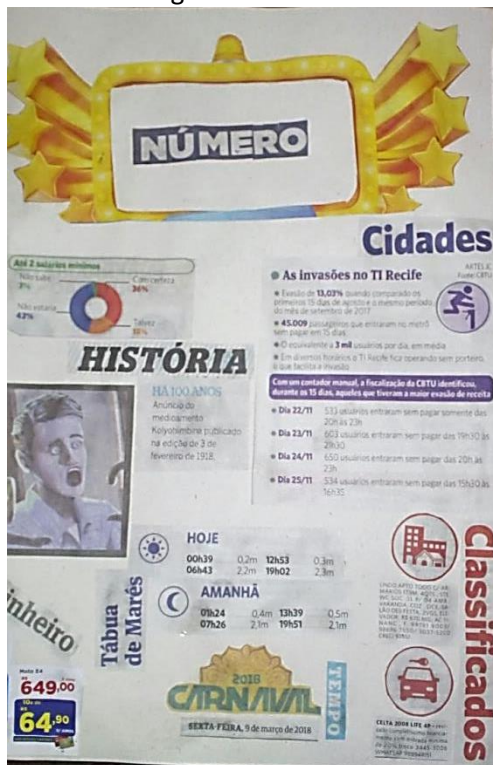 NÚMERO
Cidades
Até 2 salários mínimos
Não sabe
3%
Com certeza
36%
Não votaria
43%
Talvez
As invasões no TI Recife
Fonte: CBTU
Evasão de 13,03% quando comparado os
primeiros 15 dias de agosto e o mesmo período
do mês de setembro de 2017
45.009 passageiros que entraram no metrô
sem pagar em 15 dias
O equivalente a 3 mil usuários por dia, em média
Em diversos horários o TI Recife fica operando sem porteiro,
o que facilita a invasão
Com um contador manual, a fiscalização da CBTU identificou,
durante os 15 dias, aqueles que tiveram a maior evasão de receita
Dia 22/11 533 usuários entraram sem pagar somente das
20h às 23h
Dia 23/11 603 usuários entraram sem pagar das 19h30 às
21h30
Dia 24/11 650 usuários entraram sem pagar das 20h às
23h
Dia 25/11 534 usuários entraram sem pagar das 15h30 às
16h35
HISTÓRIA
HÁ 100 ANOS
Anúncio do
medicamento
Kolyohimbina publicado
na edição de 3 de
fevereiro de 1918.
HOJE
00h39 0,2m 12h53 0,3m
06h43 2,2m 19h02 2,3m
AMANHÃ
01h24 0,4m 13h39 0,5m
07h26 2,1m 19h51 2,1m
Tábua
de Marés
inheiro
649,00
64,90
2018
CARNAVAL
SEXTA-FEIRA, 9 de março de 2018
TEMPO
Classificados
CELTA 2008 LIFE